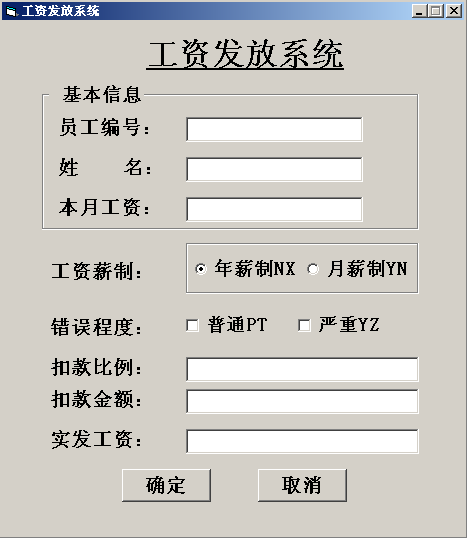 工资发放系统
工资发放系统
基本信息
员工编号：
姓 名：
本月工资：
工资薪制： 年薪制NX 月薪制YN
错误程度： 普通PT 严重YZ
扣款比例：
扣款金额：
实发工资：
确定 取消